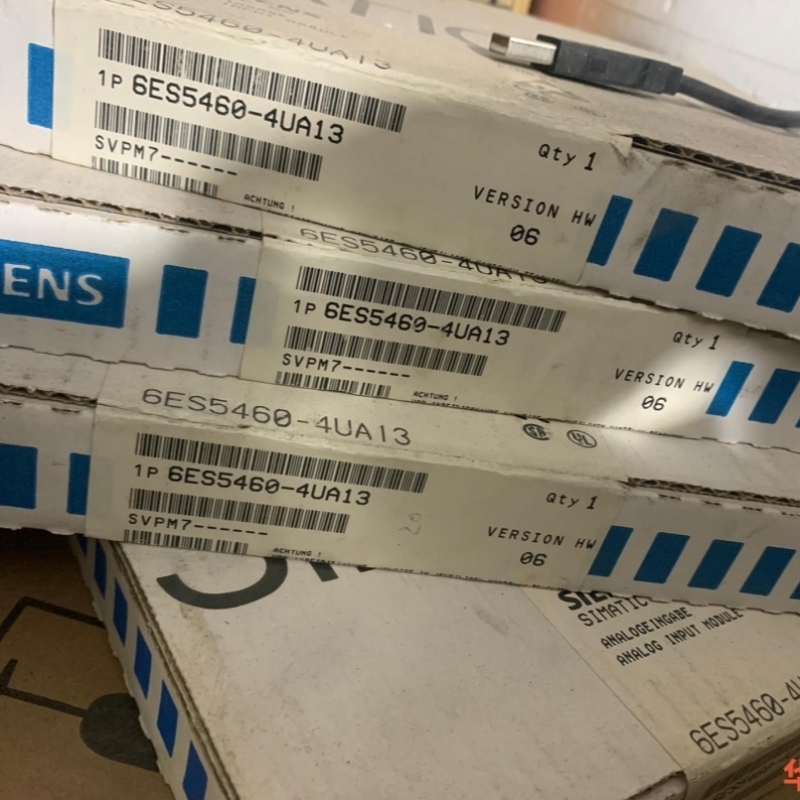 6ES5460-4UA13
1P 6ES5460-4UA13
SVPM7------
ACHTUNG !
Qty 1
VERSION HW
06
ENS
6ES5460-4UA13
1P 6ES5460-4UA13
SVPM7------
ACHTUNG !
Qty 1
VERSION HW
06
6ES5460-4UA13
1P 6ES5460-4UA13
SVPM7------
ACHTUNG !
Qty 1
VERSION HW
06
SIMATIC
ANALOGEINGABE
ANALOG INPUT MODULE
6ES5460-4U